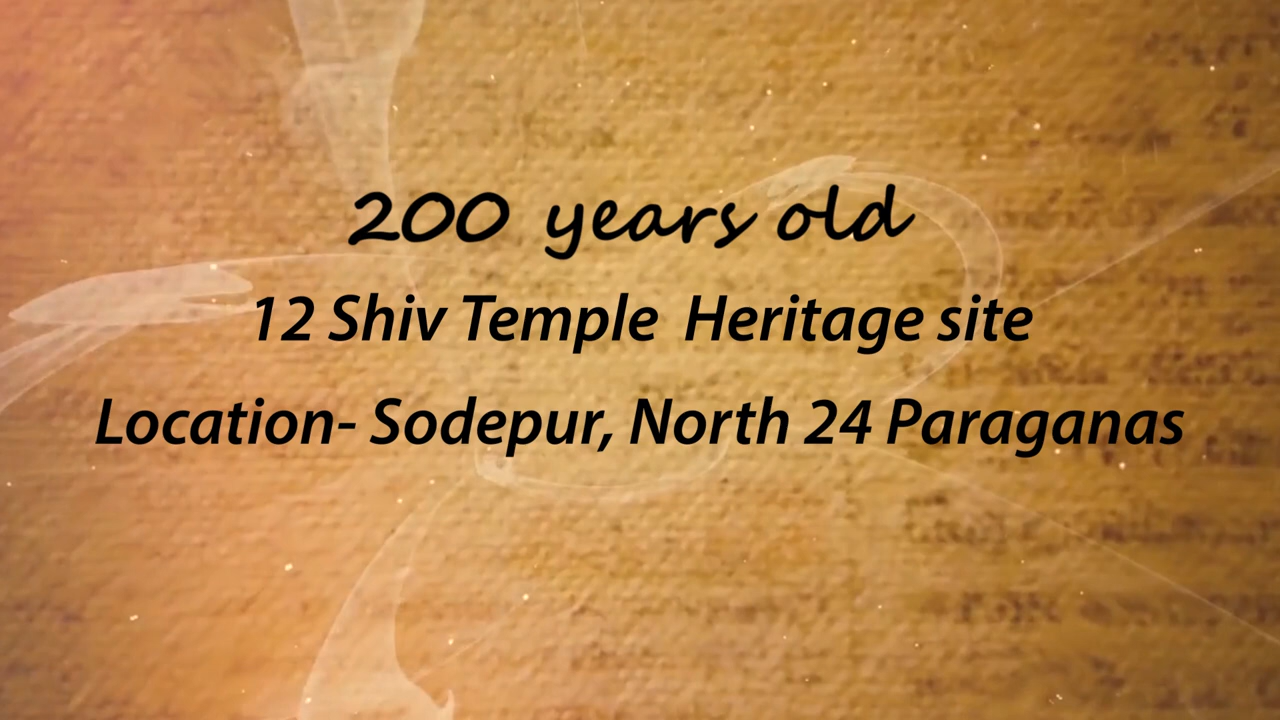 200 years old
12 Shiv Temple Heritage site
Location- Sodepur, North 24 Paraganas